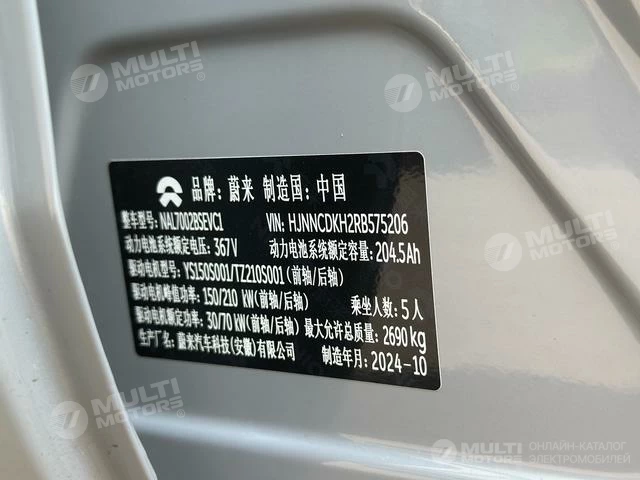 MULTI MOTORS®
MULTI MOTORS®
品牌: 蔚来 制造国: 中国
整车型号: NAL7002BSEVC1 VIN: HJNNCDKH2RB575206
动力电池系统额定电压: 367V 动力电池系统额定容量: 204.5Ah
驱动电机型号: YS150S001/TZ210S001(前轴/后轴)
驱动电机峰值功率: 150/210 kW(前轴/后轴) 乘坐人数: 5人
驱动电机额定功率: 30/70 kW(前轴/后轴) 最大允许总质量: 2690kg
生产厂名: 蔚来汽车科技(安徽)有限公司 制造年月: 2024-10
MULTI MOTORS®
MULTI MOTORS®
ОНЛАЙН-КАТАЛОГ
ЭЛЕКТРОМОБИЛЕЙ